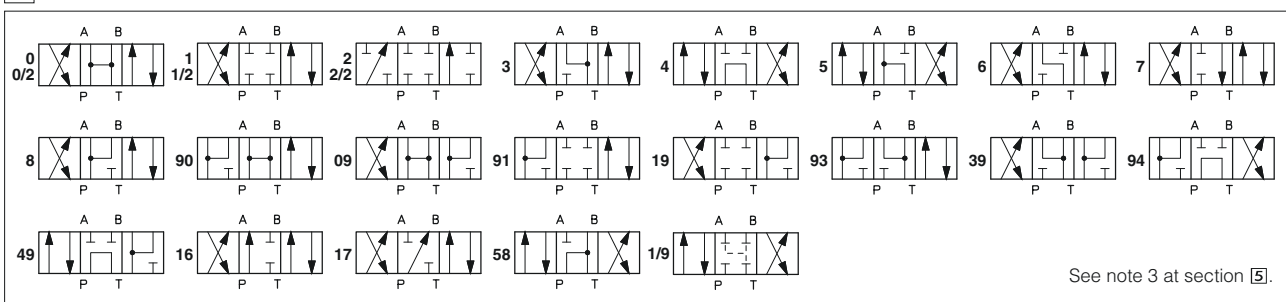 A B A B A B A B A B A B A B A B
0 1 2 3 4 5 6 7
0/2 1/2 2/2
P T P T P T P T P T P T P T P T
A B A B A B A B A B A B A B A B
8 90 09 91 19 93 39 94
P T P T P T P T P T P T P T P T
A B A B A B A B A B
49 16 17 58 1/9
P T P T P T P T P T
See note 3 at section 5.